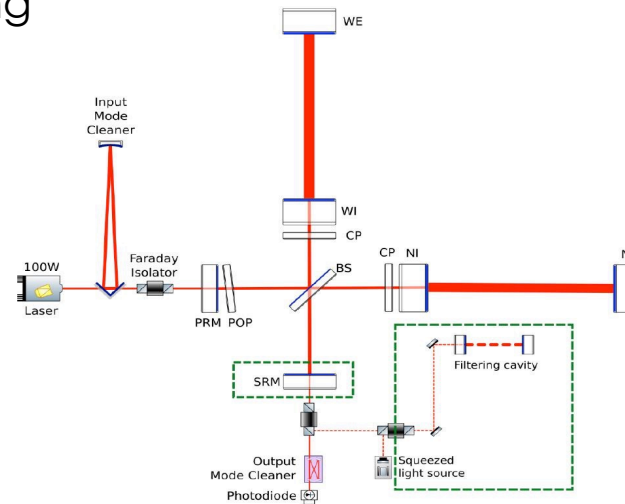 ng
WE
Input
Mode
Cleaner
WI
CP
Faraday
Isolator
100W
Laser
PRM
POP
BS
CP
NI
N
SRM
Filtering cavity
Output
Mode Cleaner
Squeezed
light source
Photodiode